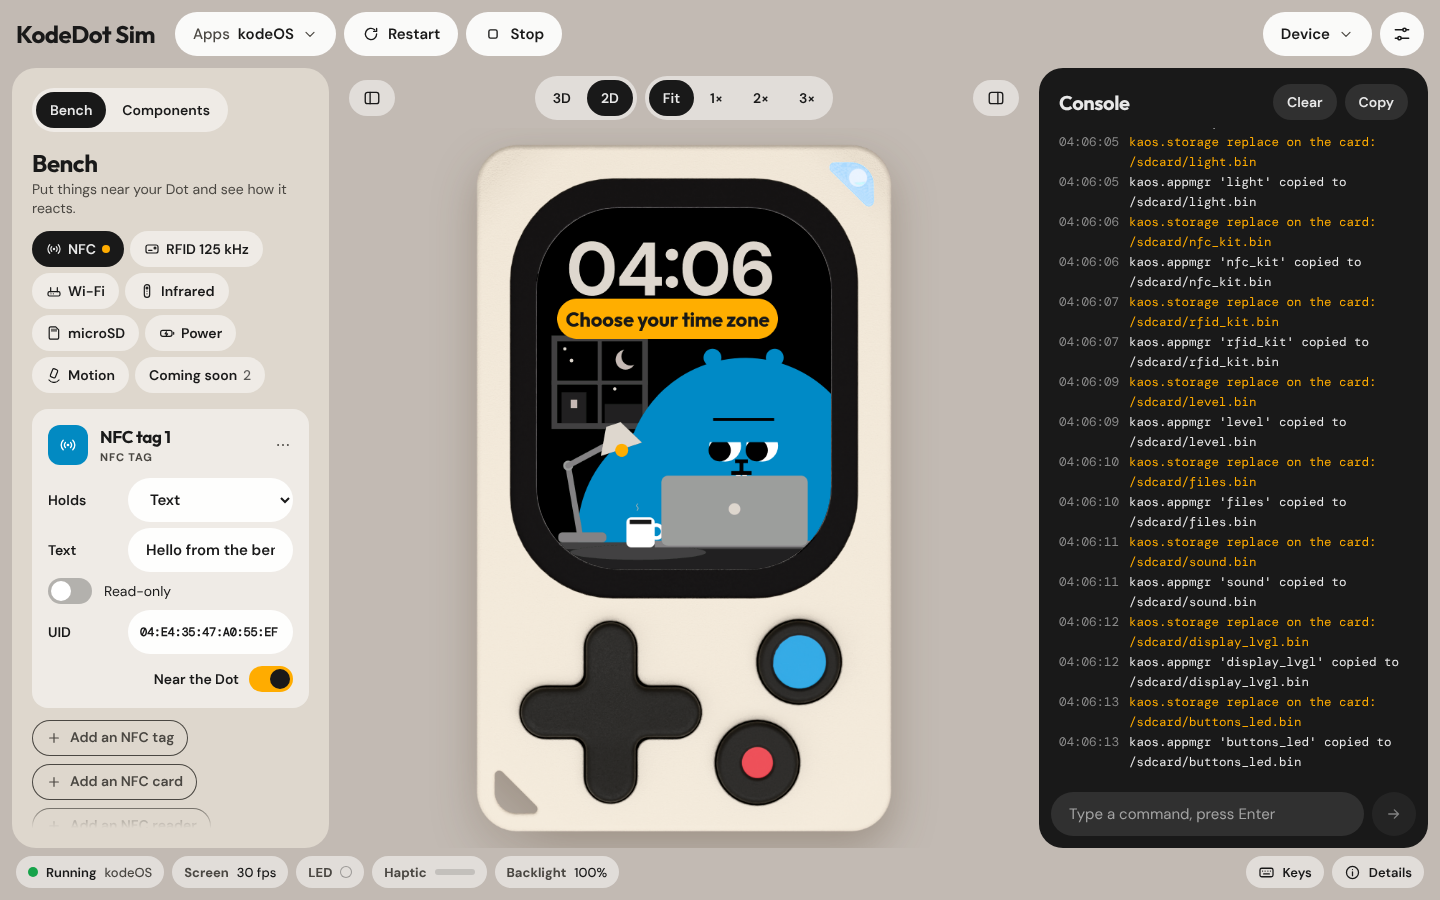 KodeDot Sim
Apps kodeOS
Restart
Stop
Device
Bench
Components
3D
2D
Fit
1×
2×
3×
Bench
Put things near your Dot and see how it
reacts.
NFC
RFID 125 kHz
Wi-Fi
Infrared
microSD
Power
Motion
Coming soon 2
NFC tag 1
NFC TAG
Holds
Text
Text
Hello from the ber
Read-only
UID
04:E4:35:47:A0:55:EF
Near the Dot
Add an NFC tag
Add an NFC card
Add an NFC reader
04:06
Choose your time zone
Console
Clear
Copy
04:06:05 kaos.storage replace on the card:
/sdcard/light.bin
04:06:05 kaos.appmgr 'light' copied to
/sdcard/light.bin
04:06:06 kaos.storage replace on the card:
/sdcard/nfc_kit.bin
04:06:06 kaos.appmgr 'nfc_kit' copied to
/sdcard/nfc_kit.bin
04:06:07 kaos.storage replace on the card:
/sdcard/rfid_kit.bin
04:06:07 kaos.appmgr 'rfid_kit' copied to
/sdcard/rfid_kit.bin
04:06:09 kaos.storage replace on the card:
/sdcard/level.bin
04:06:09 kaos.appmgr 'level' copied to
/sdcard/level.bin
04:06:10 kaos.storage replace on the card:
/sdcard/files.bin
04:06:10 kaos.appmgr 'files' copied to
/sdcard/files.bin
04:06:11 kaos.storage replace on the card:
/sdcard/sound.bin
04:06:11 kaos.appmgr 'sound' copied to
/sdcard/sound.bin
04:06:12 kaos.storage replace on the card:
/sdcard/display_lvgl.bin
04:06:12 kaos.appmgr 'display_lvgl' copied to
/sdcard/display_lvgl.bin
04:06:13 kaos.storage replace on the card:
/sdcard/buttons_led.bin
04:06:13 kaos.appmgr 'buttons_led' copied to
/sdcard/buttons_led.bin
Type a command, press Enter
Running kodeOS
Screen 30 fps
LED
Haptic
Backlight 100%
Keys
Details